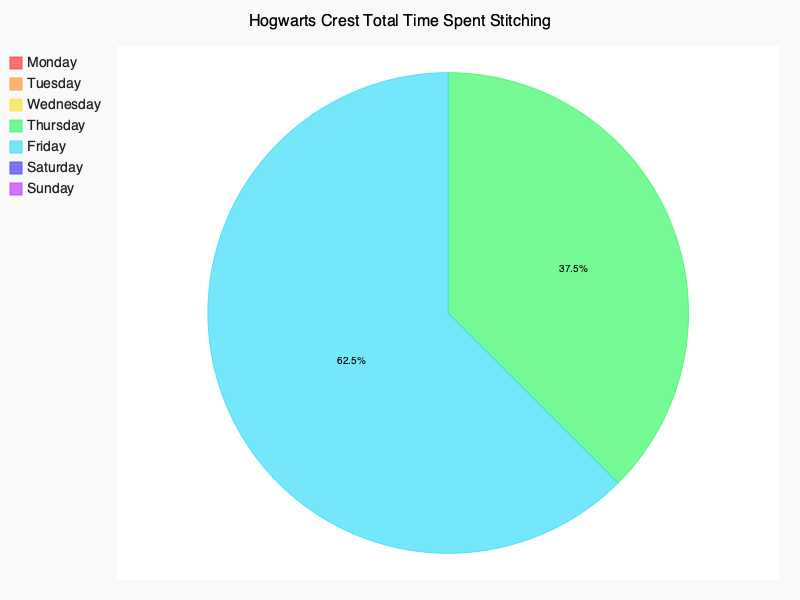 Hogwarts Crest Total Time Spent Stitching
Monday
Tuesday
Wednesday
Thursday
Friday
Saturday
Sunday
37.5%
62.5%